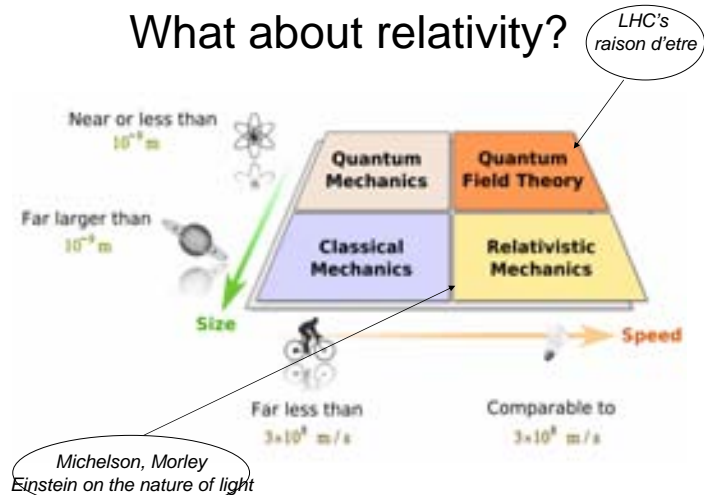 What about relativity?
LHC's
raison d'etre
Near or less than
10⁻⁹ m
Quantum
Mechanics
Quantum
Field Theory
Far larger than
10⁻⁹ m
Classical
Mechanics
Relativistic
Mechanics
Size
Speed
Far less than
3×10⁸ m/s
Comparable to
3×10⁸ m/s
Michelson, Morley
Einstein on the nature of light